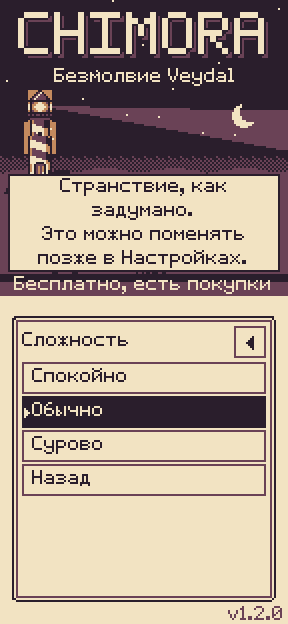 CHIMORA
Безмолвие Veydal
Странствие, как
задумано.
Это можно поменять
позже в Настройках.
Бесплатно, есть покупки
Сложность
Спокойно
Обычно
Сурово
Назад
v1.2.0